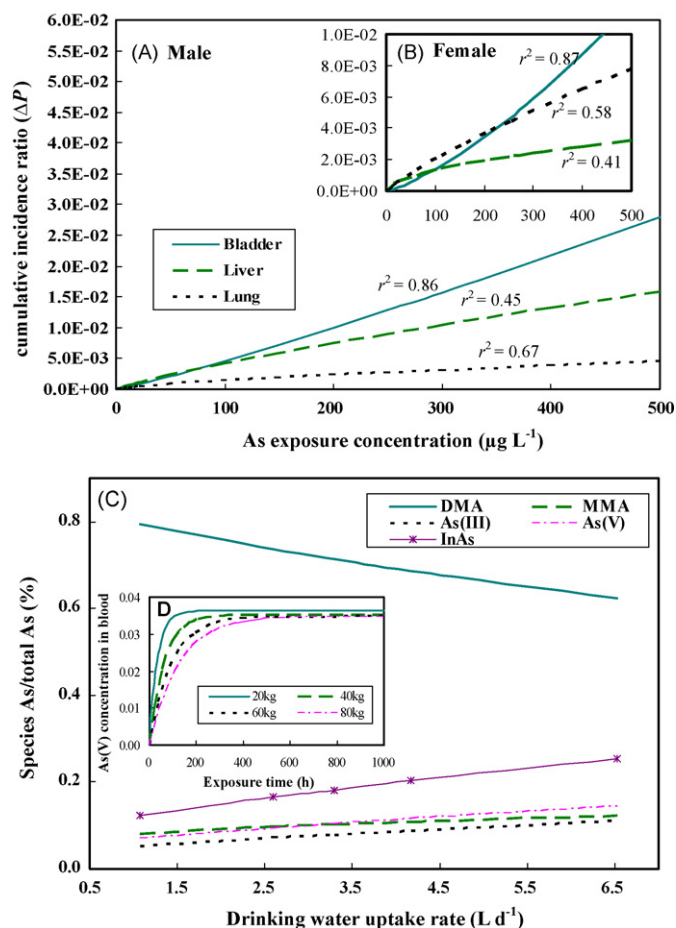 (A) Male
6.0E-02
5.5E-02
5.0E-02
4.5E-02
4.0E-02
3.5E-02
3.0E-02
2.5E-02
2.0E-02
1.5E-02
1.0E-02
5.0E-03
0.0E+00
cumulative incidence ratio (ΔP)
Bladder
Liver
Lung
r² = 0.86
r² = 0.45
r² = 0.67
0 100 200 300 400 500
As exposure concentration (µg L⁻¹)
(B) Female
1.0E-02
8.0E-03
6.0E-03
4.0E-03
2.0E-03
0.0E+00
r² = 0.87
r² = 0.58
r² = 0.41
0 100 200 300 400 500
(C)
0.8
0.6
0.4
0.2
0.0
Species As/total As (%)
DMA MMA
As(III) As(V)
InAs
D
0.04
0.03
0.02
0.01
0.00
As(V) concentration in blood
20kg 40kg
60kg 80kg
0 200 400 600 800 1000
Exposure time (h)
0.5 1.5 2.5 3.5 4.5 5.5 6.5
Drinking water uptake rate (L d⁻¹)